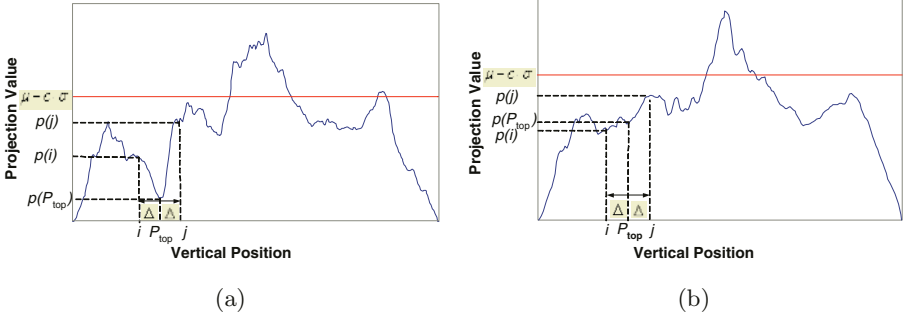 Projection Value
μ – c σ
p(j)
p(i)
p(P_top)
Δ Δ
i P_top j
Vertical Position
(a)
Projection Value
μ – c σ
p(j)
p(P_top)
p(i)
Δ Δ
i P_top j
Vertical Position
(b)